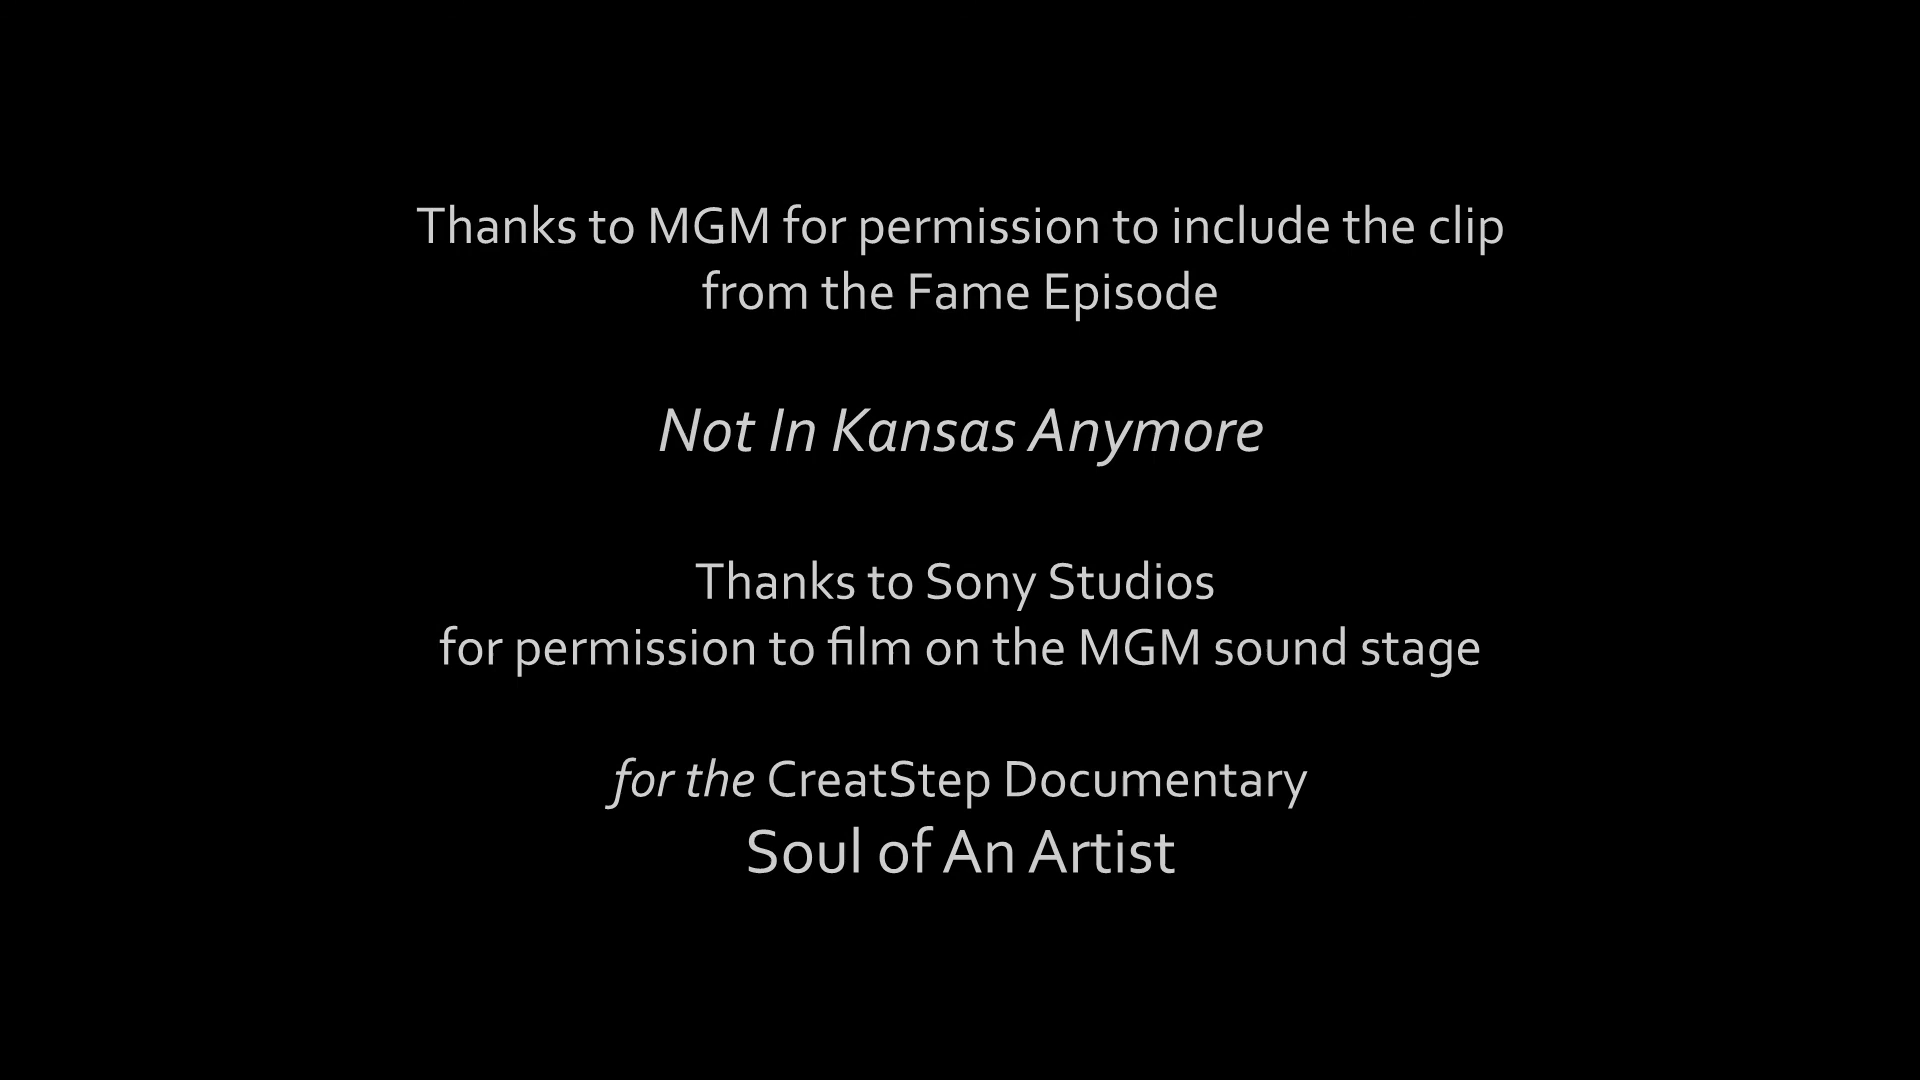 Thanks to MGM for permission to include the clip
from the Fame Episode
Not In Kansas Anymore
Thanks to Sony Studios
for permission to film on the MGM sound stage
for the CreatStep Documentary
Soul of An Artist